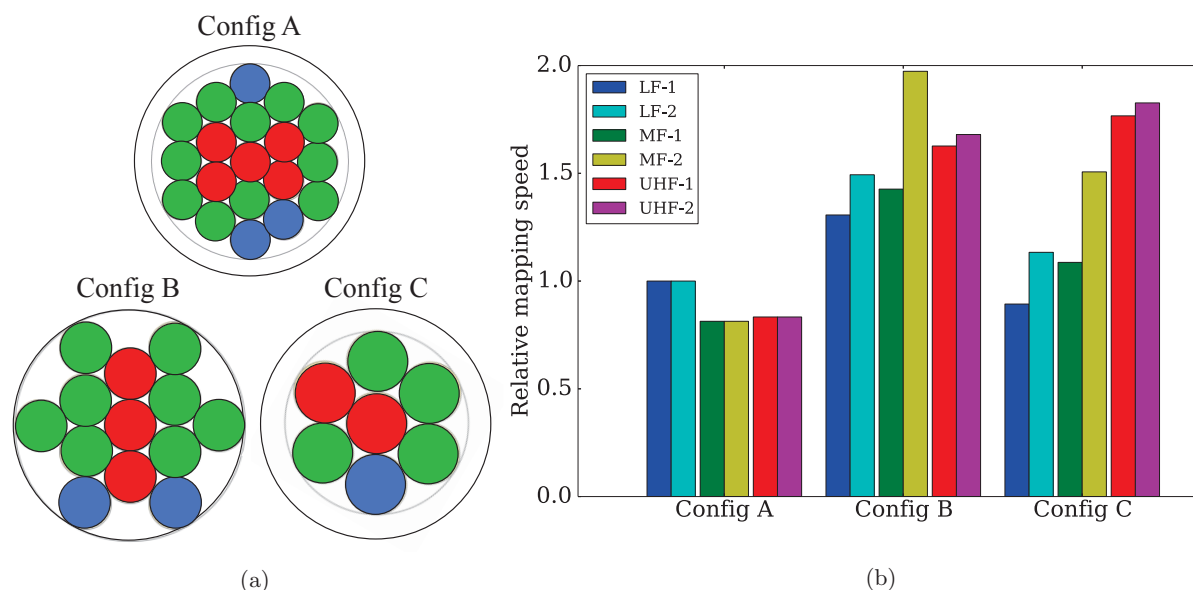 Config A
Config B
Config C
(a)
Relative mapping speed
2.0
1.5
1.0
0.5
0.0
LF-1
LF-2
MF-1
MF-2
UHF-1
UHF-2
Config A
Config B
Config C
(b)